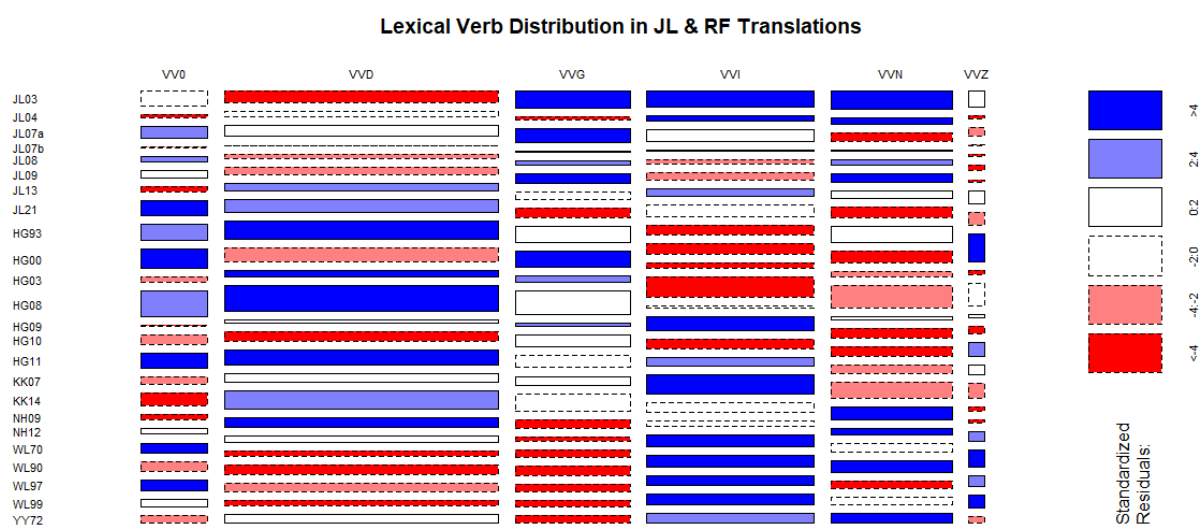 Lexical Verb Distribution in JL & RF Translations
VV0 VVD VVG VVI VVN VVZ
JL03
JL04
JL07a
JL07b
JL08
JL09
JL13
JL21
HG93
HG00
HG03
HG08
HG09
HG10
HG11
KK07
KK14
NH09
NH12
WL70
WL90
WL97
WL99
YY72
>4
2:4
0:2
-2:0
-4:-2
<-4
Standardized
Residuals: